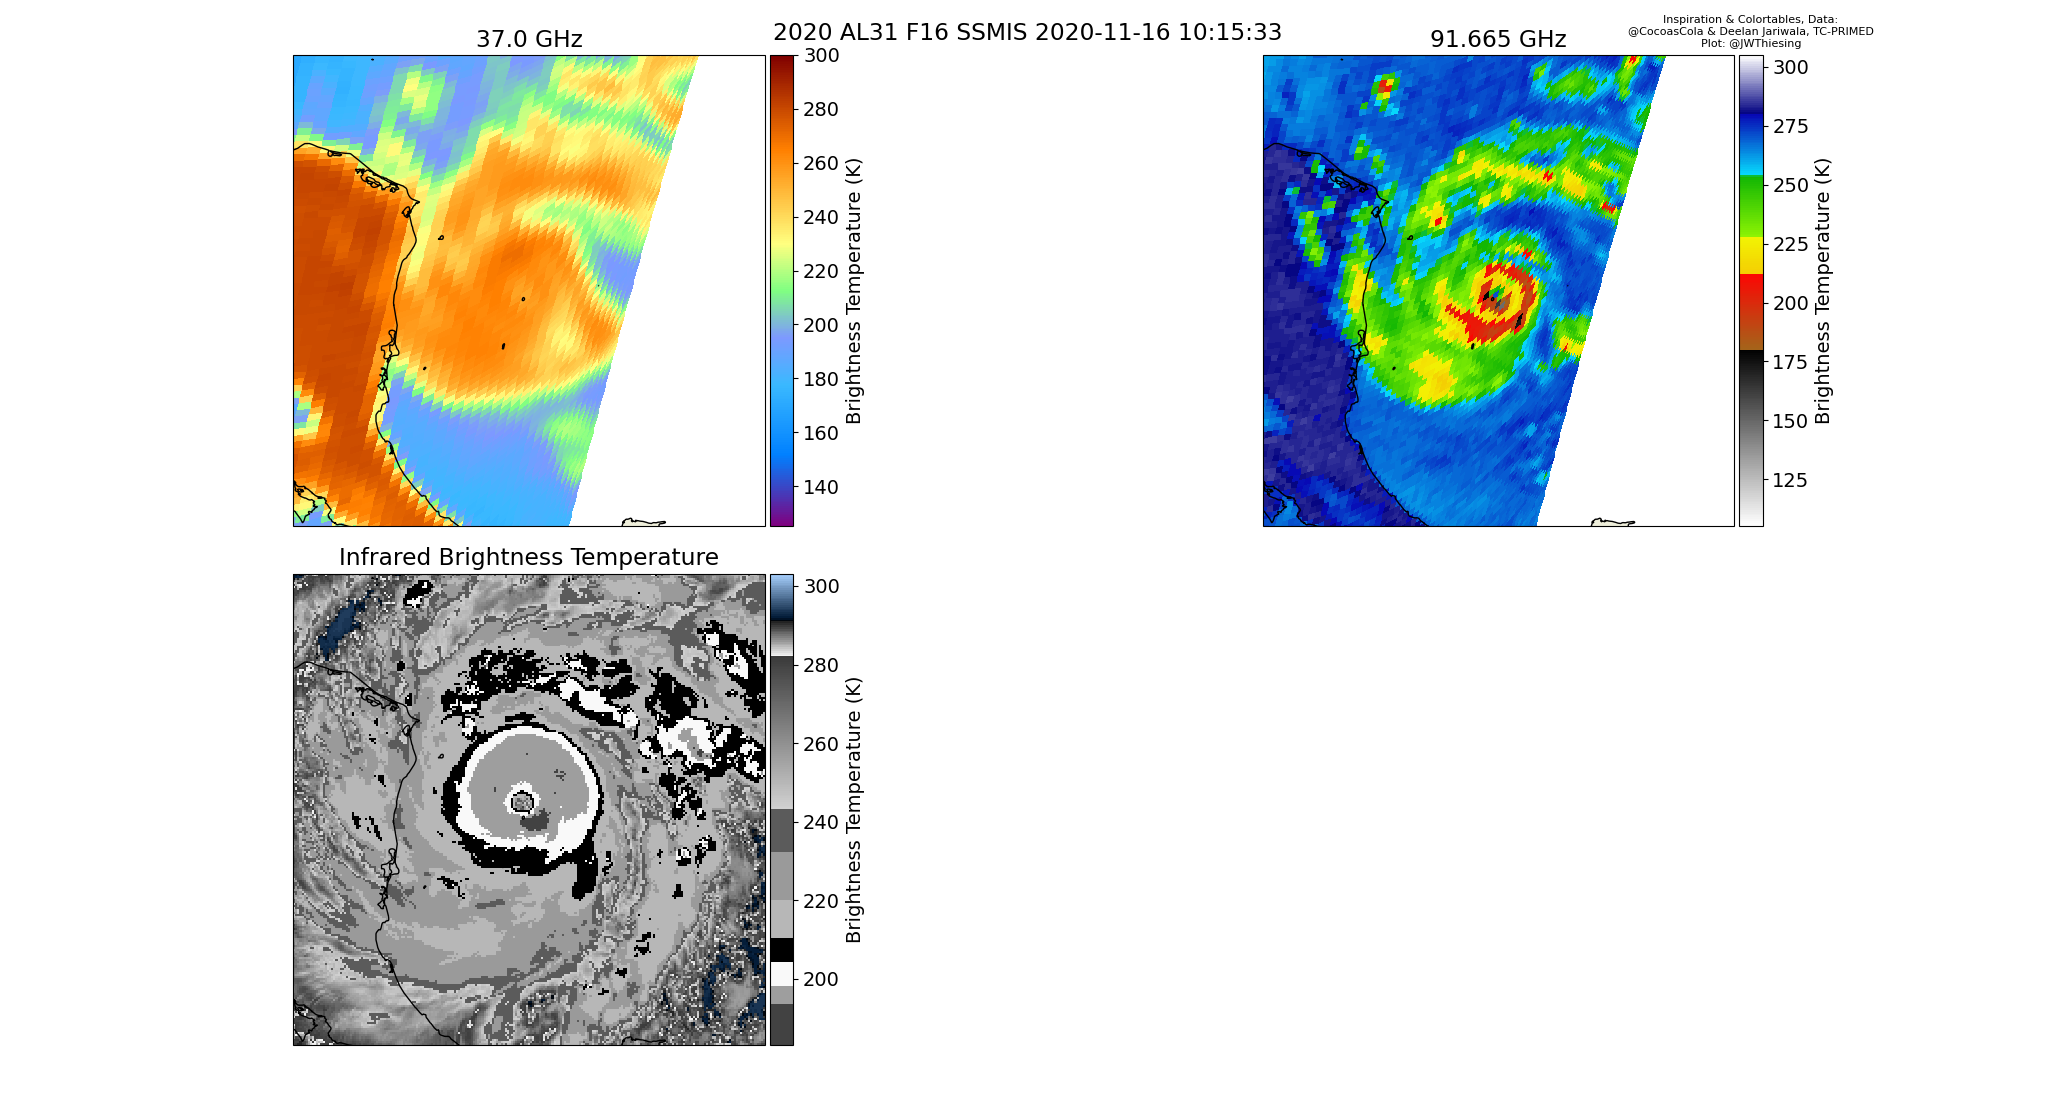 2020 AL31 F16 SSMIS 2020-11-16 10:15:33
Inspiration & Colortables, Data:
@CocoasCola & Deelan Jariwala, TC-PRIMED
Plot: @JWThiesing
37.0 GHz
300
280
260
240
220
200
180
160
140
Brightness Temperature (K)
91.665 GHz
300
275
250
225
200
175
150
125
Brightness Temperature (K)
Infrared Brightness Temperature
300
280
260
240
220
200
Brightness Temperature (K)